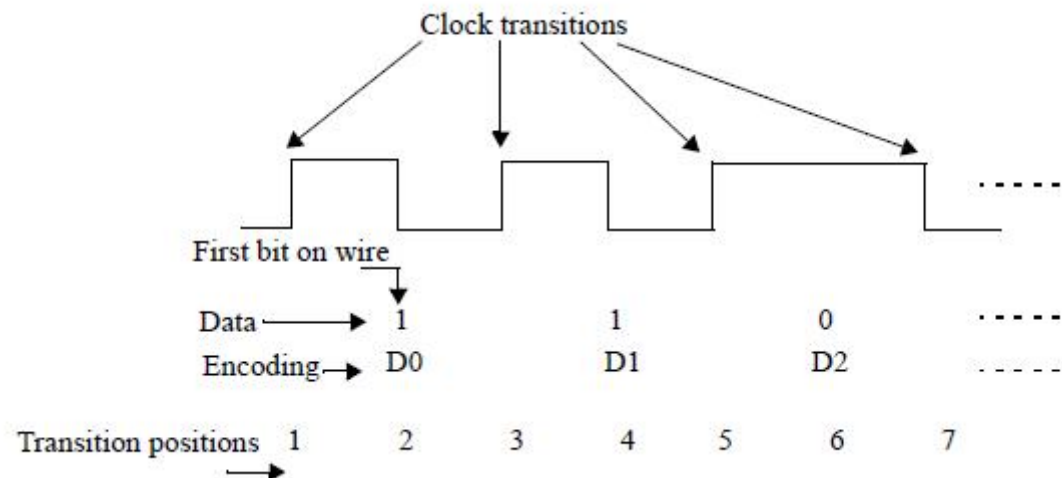 Clock transitions
First bit on wire
Data 1 1 0
Encoding D0 D1 D2
Transition positions 1 2 3 4 5 6 7